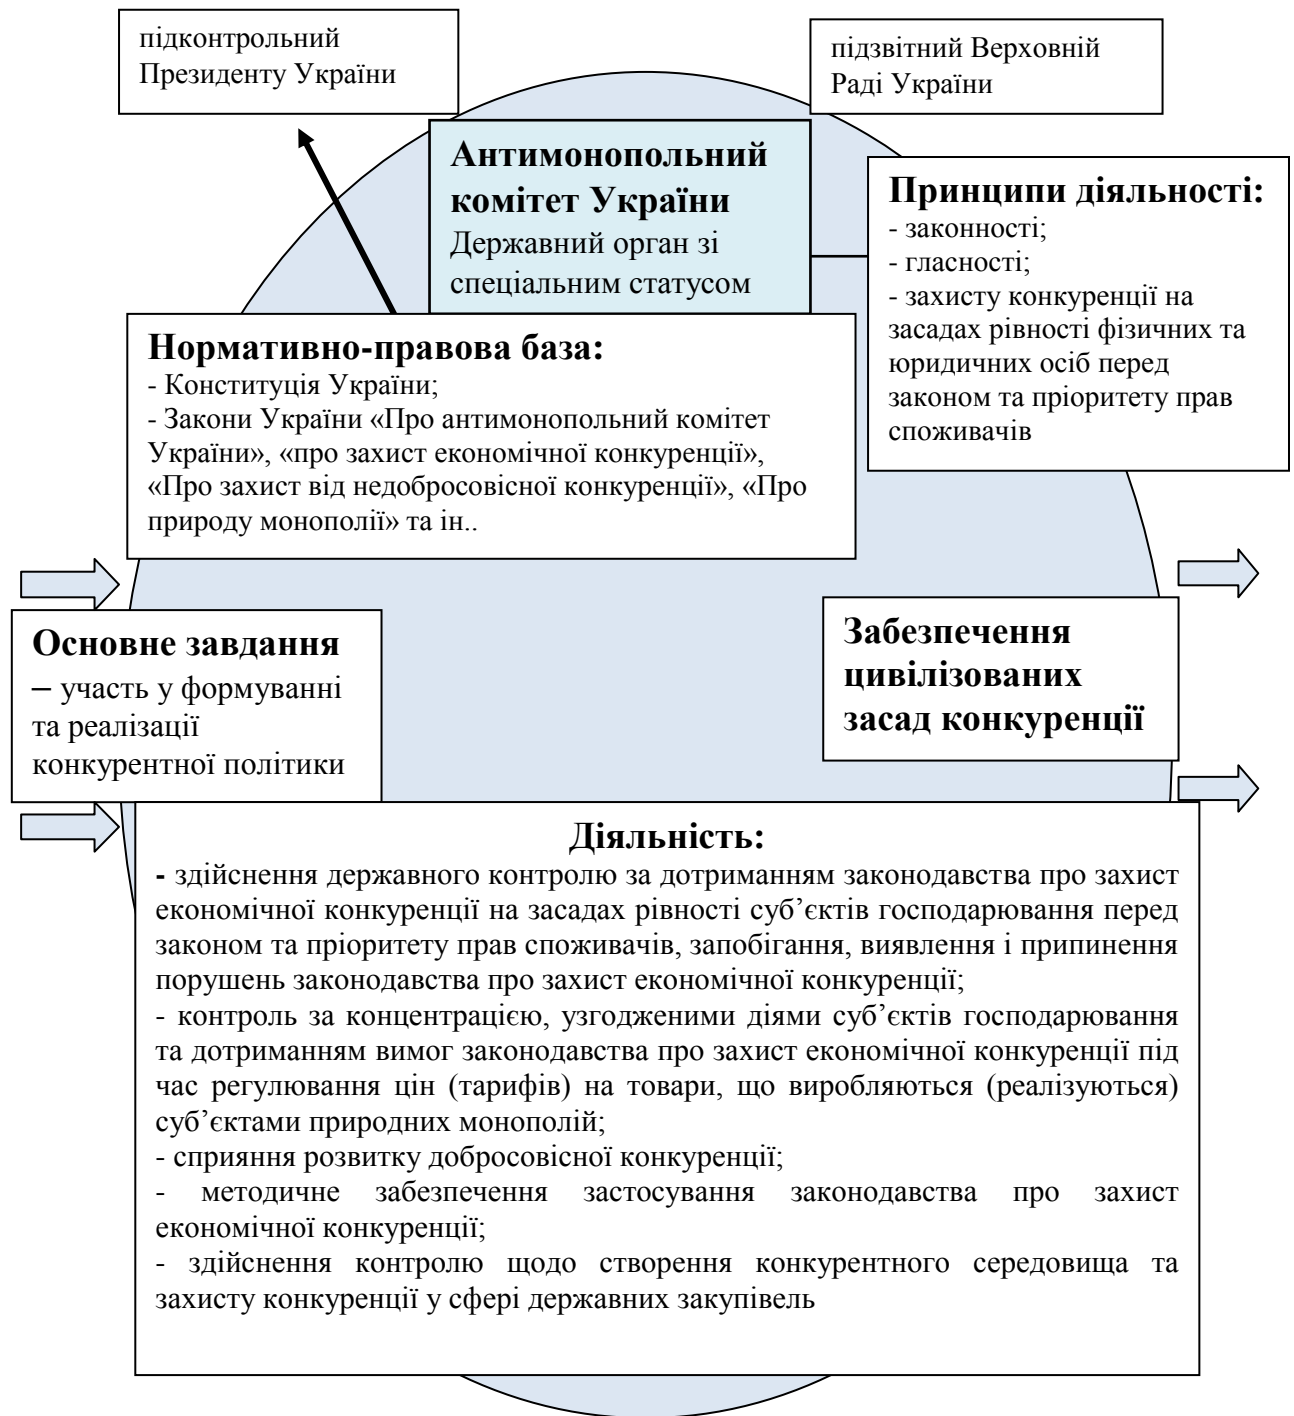 підконтрольний
Президенту України
підзвітний Верховній
Раді України
Антимонопольний
комітет України
Державний орган зі
спеціальним статусом
Принципи діяльності:
- законності;
- гласності;
- захисту конкуренції на
засадах рівності фізичних та
юридичних осіб перед
законом та пріоритету прав
споживачів
Нормативно-правова база:
- Конституція України;
- Закони України «Про антимонопольний комітет
України», «про захист економічної конкуренції»,
«Про захист від недобросовісної конкуренції», «Про
природу монополії» та ін..
Основне завдання
– участь у формуванні
та реалізації
конкурентної політики
Забезпечення
цивілізованих
засад конкуренції
Діяльність:
- здійснення державного контролю за дотриманням законодавства про захист
економічної конкуренції на засадах рівності суб’єктів господарювання перед
законом та пріоритету прав споживачів, запобігання, виявлення і припинення
порушень законодавства про захист економічної конкуренції;
- контроль за концентрацією, узгодженими діями суб’єктів господарювання
та дотриманням вимог законодавства про захист економічної конкуренції під
час регулювання цін (тарифів) на товари, що виробляються (реалізуються)
суб’єктами природних монополій;
- сприяння розвитку добросовісної конкуренції;
- методичне забезпечення застосування законодавства про захист
економічної конкуренції;
- здійснення контролю щодо створення конкурентного середовища та
захисту конкуренції у сфері державних закупівель